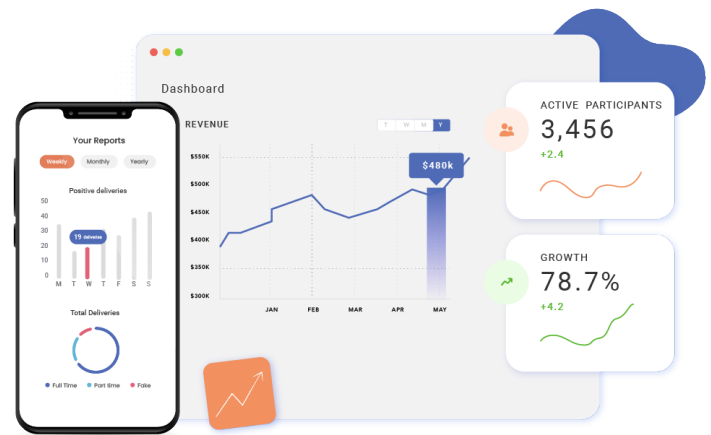 Dashboard
REVENUE
T W M Y
$550K
$500K
$450K
$400K
$350K
$300K
$480k
JAN FEB MAR APR MAY
ACTIVE PARTICIPANTS
3,456
+2.4
GROWTH
78.7%
+4.2
Your Reports
Weekly Monthly Yearly
Positive deliveries
50
40
30
20
10
0
19 deliveries
M T W T F S S
Total Deliveries
Full Time Part time Fake